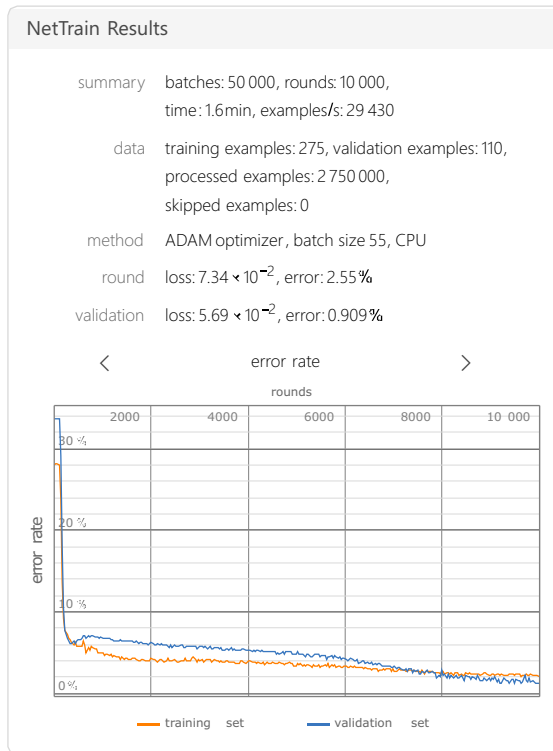 NetTrain Results
summary batches: 50 000, rounds: 10 000,
time: 1.6min, examples/s: 29 430
data training examples: 275, validation examples: 110,
processed examples: 2 750 000,
skipped examples: 0
method ADAM optimizer, batch size 55, CPU
round loss: 7.34 × 10⁻², error: 2.55%
validation loss: 5.69 × 10⁻², error: 0.909%
< error rate >
rounds
2000 4000 6000 8000 10 000
30 %
20 %
10 %
0 %
error rate
training set validation set